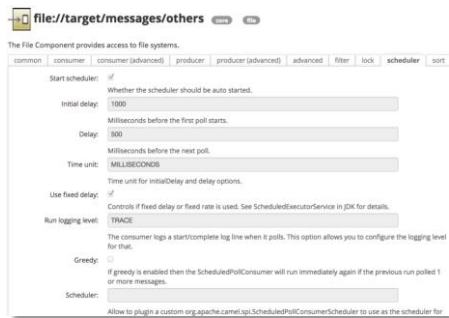 file://target/messages/others core file
The File Component provides access to file systems.
common consumer consumer (advanced) producer producer (advanced) advanced filter lock scheduler sort
Start scheduler:
Whether the scheduler should be auto started.
Initial delay: 1000
Milliseconds before the first poll starts.
Delay: 500
Milliseconds before the next poll.
Time unit: MILLISECONDS
Time unit for initialDelay and delay options.
Use fixed delay:
Controls if fixed delay or fixed rate is used. See ScheduledExecutorService in JDK for details.
Run logging level: TRACE
The consumer logs a start/complete log line when it polls. This option allows you to configure the logging level
for that.
Greedy:
If greedy is enabled then the ScheduledPollConsumer will run immediately again if the previous run polled 1
or more messages.
Scheduler:
Allow to plugin a custom org.apache.camel.spi.ScheduledPollConsumerScheduler to use as the scheduler for